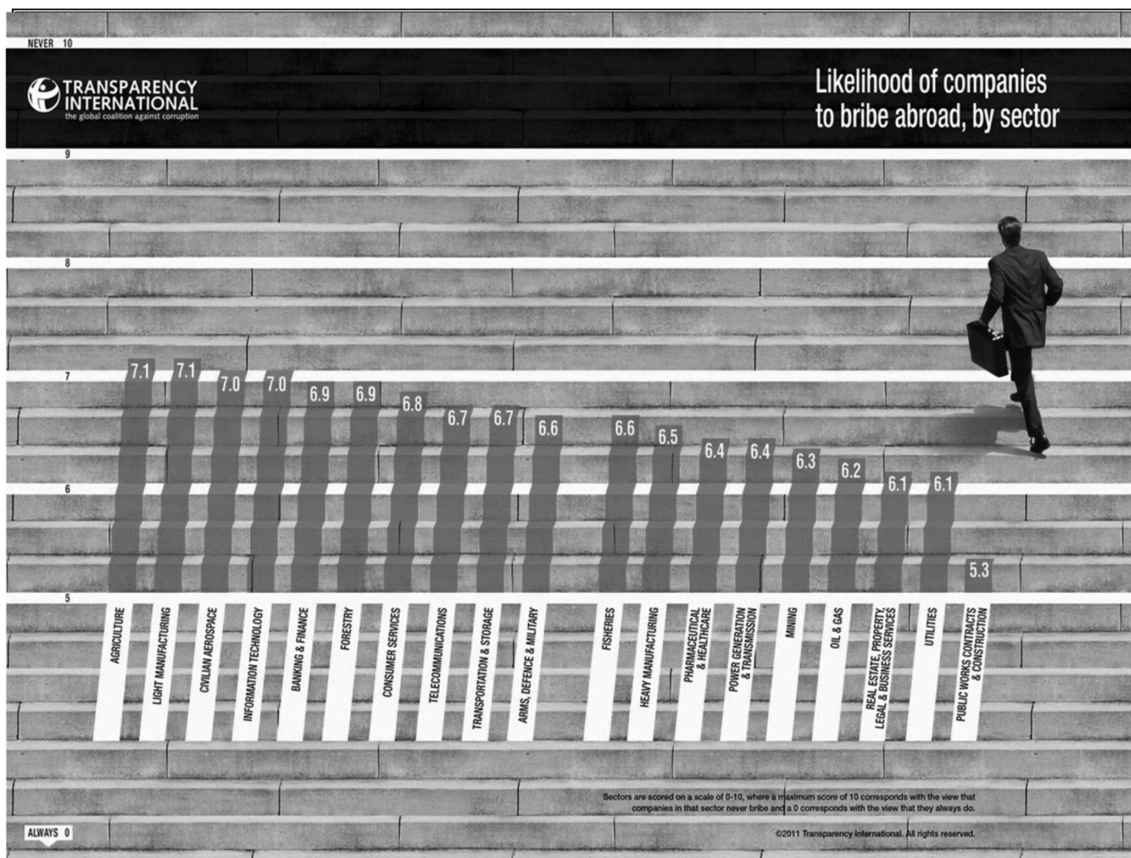 NEVER 10
TRANSPARENCY
INTERNATIONAL
the global coalition against corruption
Likelihood of companies
to bribe abroad, by sector
9
8
7
6
5
7.1
7.1
7.0
7.0
6.9
6.9
6.8
6.7
6.7
6.6
6.6
6.5
6.4
6.4
6.3
6.2
6.1
6.1
5.3
AGRICULTURE
LIGHT MANUFACTURING
CIVILIAN AEROSPACE
INFORMATION TECHNOLOGY
BANKING & FINANCE
FORESTRY
CONSUMER SERVICES
TELECOMMUNICATIONS
TRANSPORTATION & STORAGE
ARMS, DEFENCE & MILITARY
FISHERIES
HEAVY MANUFACTURING
PHARMACEUTICAL
& HEALTHCARE
POWER GENERATION
& TRANSMISSION
MINING
OIL & GAS
REAL ESTATE, PROPERTY,
LEGAL & BUSINESS SERVICES
UTILITIES
PUBLIC WORKS CONTRACTS
& CONSTRUCTION
Sectors are scored on a scale of 0-10, where a maximum score of 10 corresponds with the view that
companies in that sector never bribe and a 0 corresponds with the view that they always do.
ALWAYS 0
©2011 Transparency International. All rights reserved.